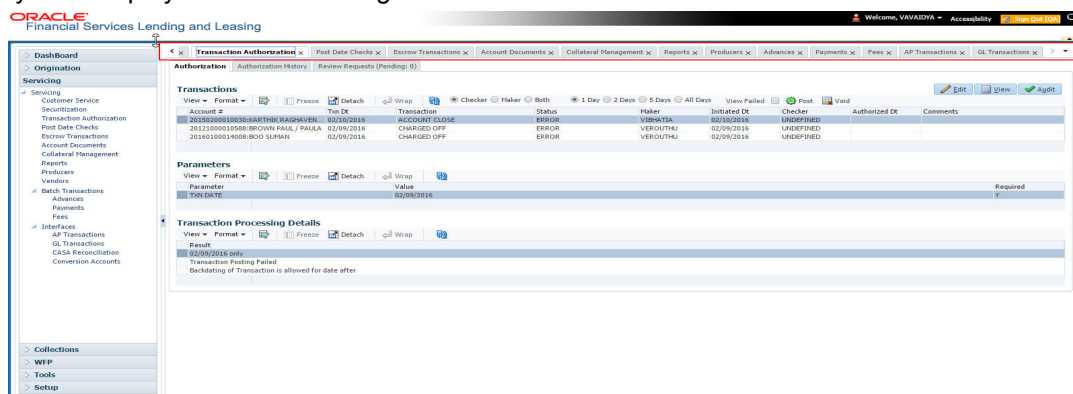 ORACLE
Financial Services Lending and Leasing
Welcome, VAVAIDYA Accessibility Sign Out [QA]
DashBoard
Origination
Servicing
Servicing
Customer Service
Securitization
Transaction Authorization
Post Date Checks
Escrow Transactions
Account Documents
Collateral Management
Reports
Producers
Vendors
Batch Transactions
Advances
Payments
Fees
Interfaces
AP Transactions
GL Transactions
CASA Reconciliation
Conversion Accounts
Collections
WFP
Tools
Setup
Transaction Authorization x Post Date Checks x Escrow Transactions x Account Documents x Collateral Management x Reports x Producers x Advances x Payments x Fees x AP Transactions x GL Transactions x
Authorization Authorization History Review Requests (Pending: 0)
Transactions
Edit View Audit
View Format Freeze Detach Wrap Checker Maker Both 1 Day 2 Days 5 Days All Days View Failed Post Void
Account # Txn Dt Transaction Status Maker Initiated Dt Checker Authorized Dt Comments
20150200010038:KARTHIK RAGHAVEN... 02/10/2016 ACCOUNT CLOSE ERROR VIBHATIA 02/10/2016 UNDEFINED
20121000010588:BROWN PAUL / PAULA 02/09/2016 CHARGED OFF ERROR VEROUTHU 02/09/2016 UNDEFINED
20160100014008:BOO SUMAN 02/09/2016 CHARGED OFF ERROR VEROUTHU 02/09/2016 UNDEFINED
Parameters
View Format Freeze Detach Wrap
Parameter Value Required
TXN DATE 02/09/2016 Y
Transaction Processing Details
View Format Freeze Detach Wrap
Result
02/09/2016 only
Transaction Posting Failed
Backdating of Transaction is allowed for date after